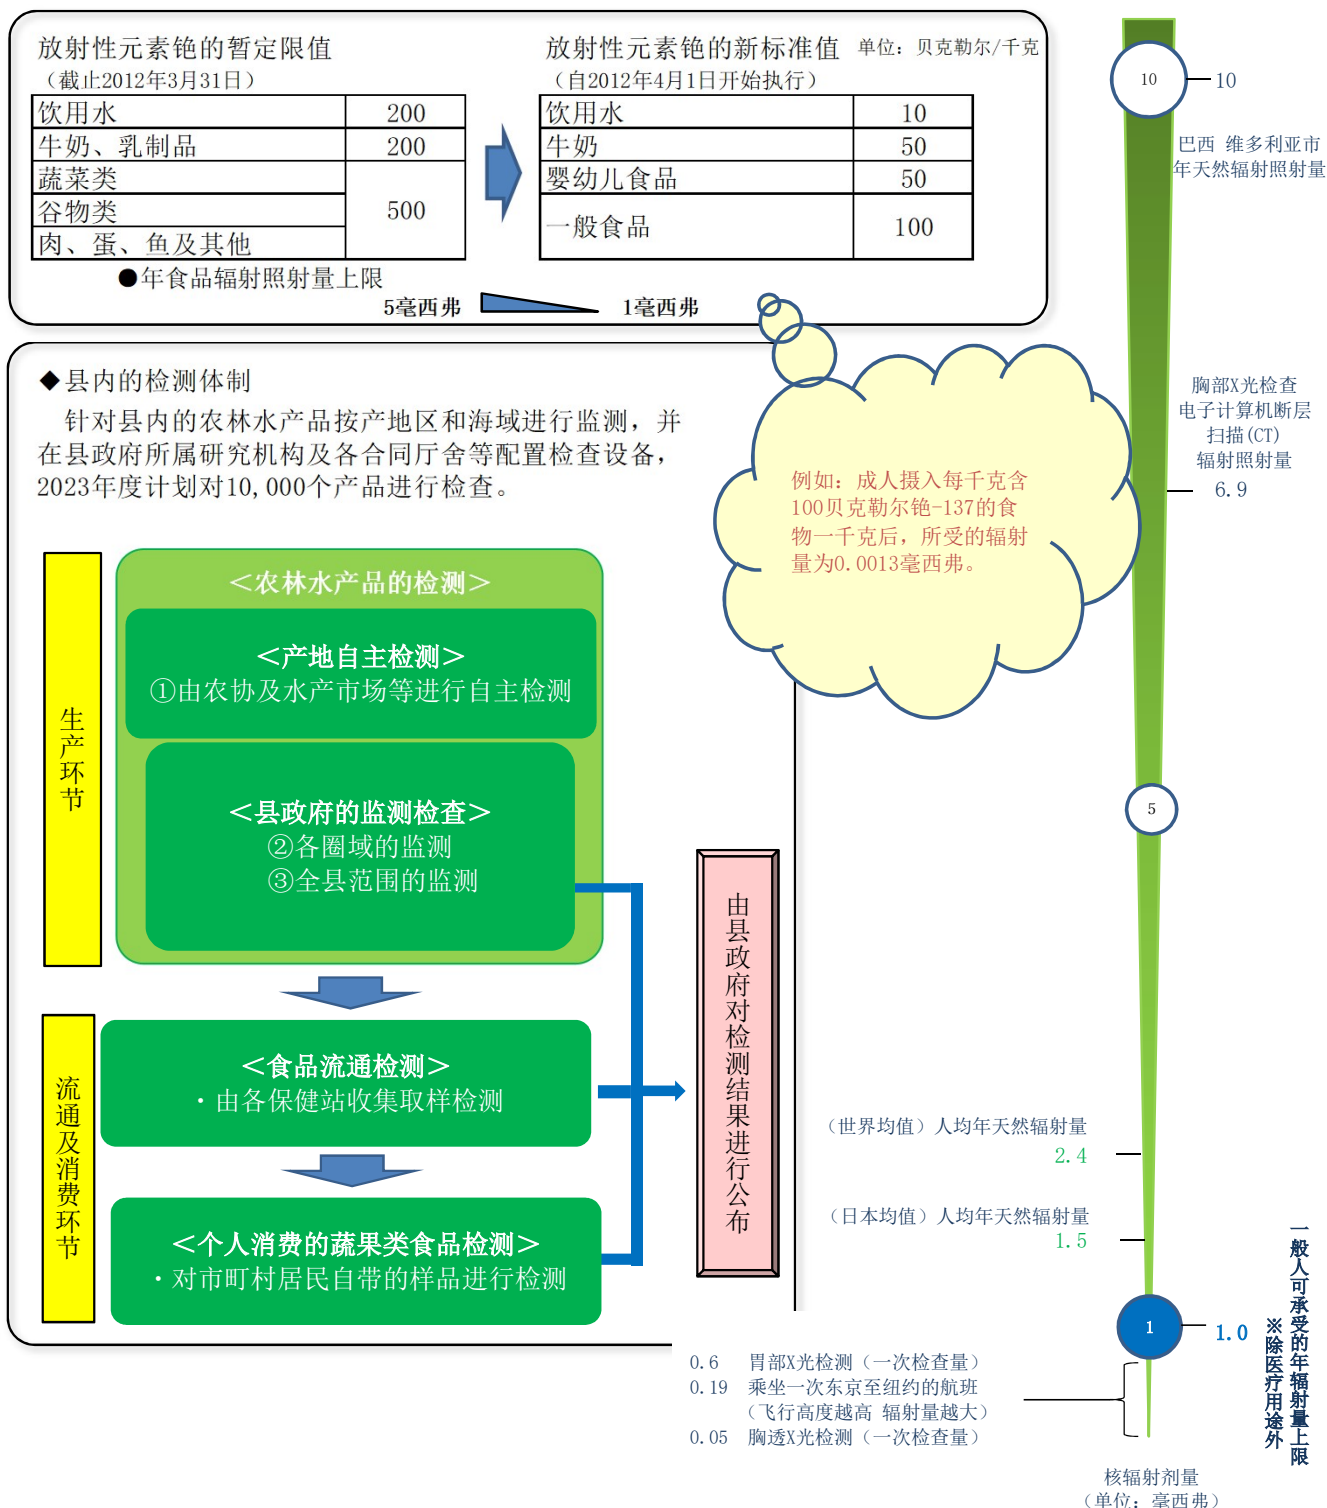 放射性元素铯的暂定限值
（截止2012年3月31日）
饮用水 200
牛奶、乳制品 200
蔬菜类
谷物类 500
肉、蛋、鱼及其他
放射性元素铯的新标准值 单位：贝克勒尔/千克
（自2012年4月1日开始执行）
饮用水 10
牛奶 50
婴幼儿食品 50
一般食品 100
●年食品辐射照射量上限
5毫西弗 1毫西弗
◆县内的检测体制
针对县内的农林水产品按产地区和海域进行监测，并
在县政府所属研究机构及各合同厅舍等配置检查设备，
2023年度计划对10,000个产品进行检查。
例如：成人摄入每千克含
100贝克勒尔铯-137的食
物一千克后，所受的辐射
量为0.0013毫西弗。
生产环节
＜农林水产品的检测＞
＜产地自主检测＞
①由农协及水产市场等进行自主检测
＜县政府的监测检查＞
②各圈域的监测
③全县范围的监测
流通及消费环节
＜食品流通检测＞
・由各保健站收集取样检测
＜个人消费的蔬果类食品检测＞
・对市町村居民自带的样品进行检测
由县政府对检测结果进行公布
10 10
巴西 维多利亚市
年天然辐射照射量
胸部X光检查
电子计算机断层
扫描(CT)
辐射照射量
6.9
5
（世界均值）人均年天然辐射量
2.4
（日本均值）人均年天然辐射量
1.5
1 1.0
一般人可承受的年辐射量上限
※除医疗用途外
0.6 胃部X光检测（一次检查量）
0.19 乘坐一次东京至纽约的航班
（飞行高度越高 辐射量越大）
0.05 胸透X光检测（一次检查量）
核辐射剂量
（单位：毫西弗）